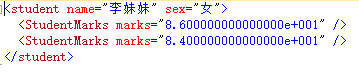 <student name="李妹妹" sex="女">
<StudentMarks marks="8.600000000000000e+001" />
<StudentMarks marks="8.400000000000000e+001" />
</student>